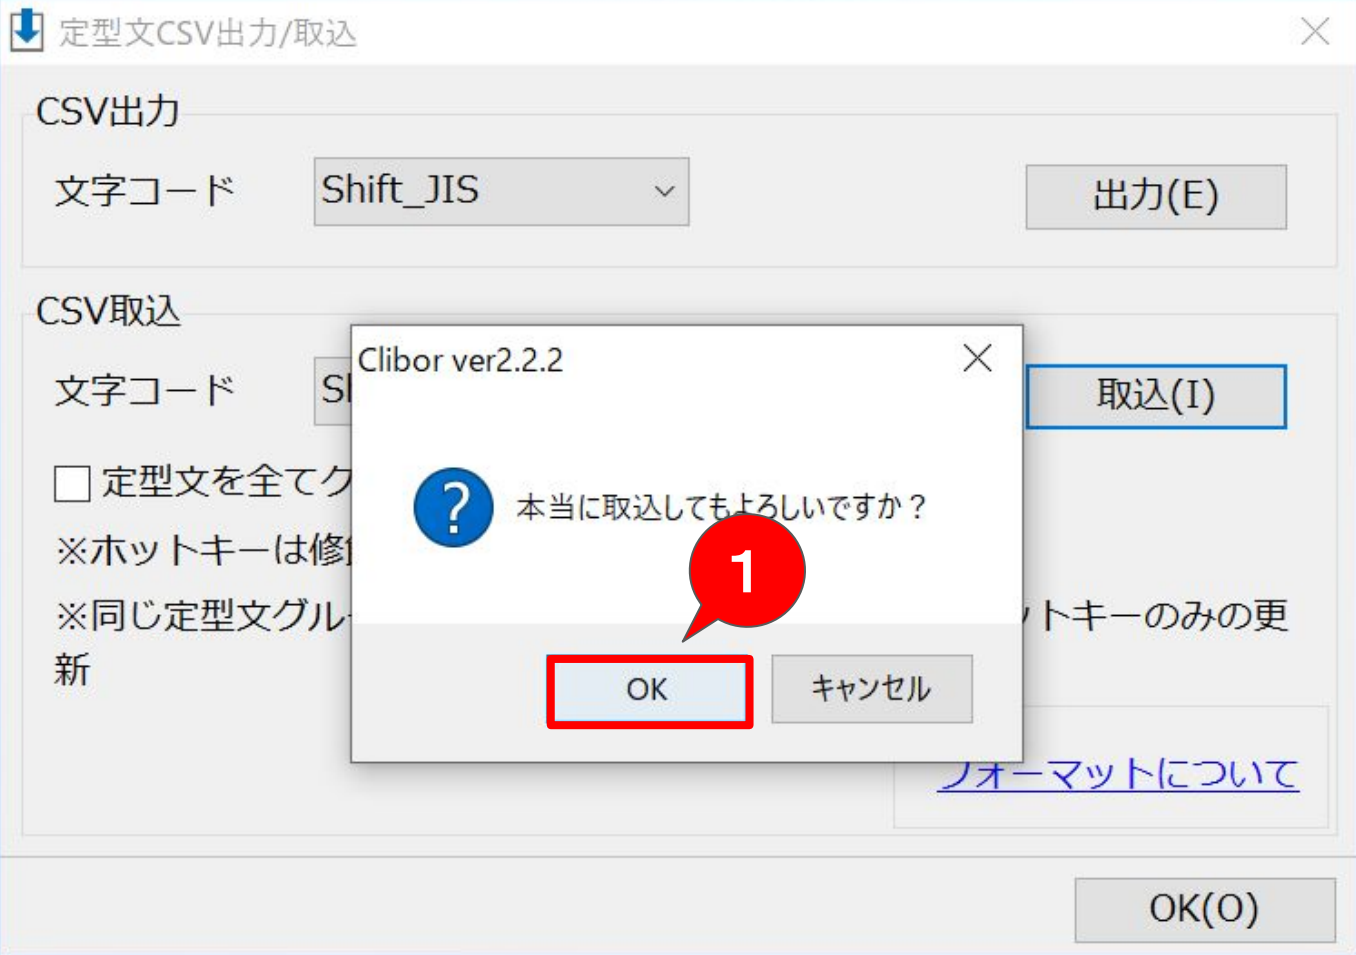 定型文CSV出力/取込
CSV出力
文字コード Shift_JIS 出力(E)
CSV取込
Clibor ver2.2.2
文字コード 取込(I)
定型文を全てク
本当に取込してもよろしいですか？
1
※ホットキーは修
※同じ定型文グル トキーのみの更
新
OK キャンセル
フォーマットについて
OK(O)